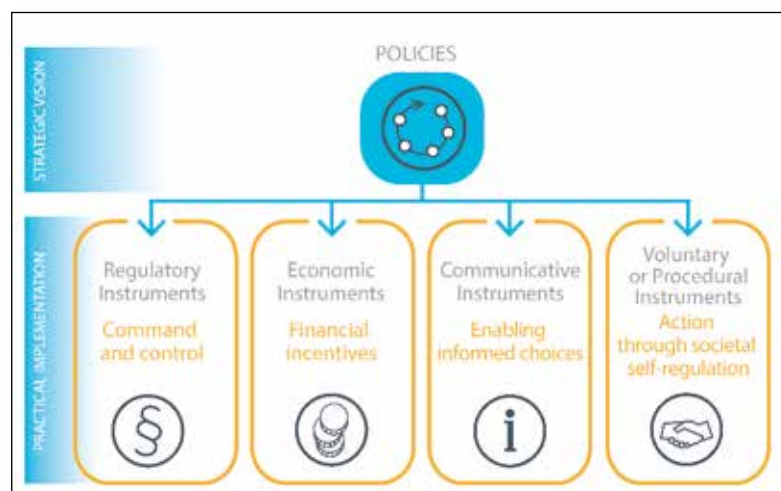 POLICIES
STRATEGIC VISION
PRACTICAL IMPLEMENTATION
Regulatory
Instruments
Command
and control
§
Economic
Instruments
Financial
incentives
Communicative
Instruments
Enabling
informed choices
i
Voluntary
or Procedural
Instruments
Action
through societal
self-regulation